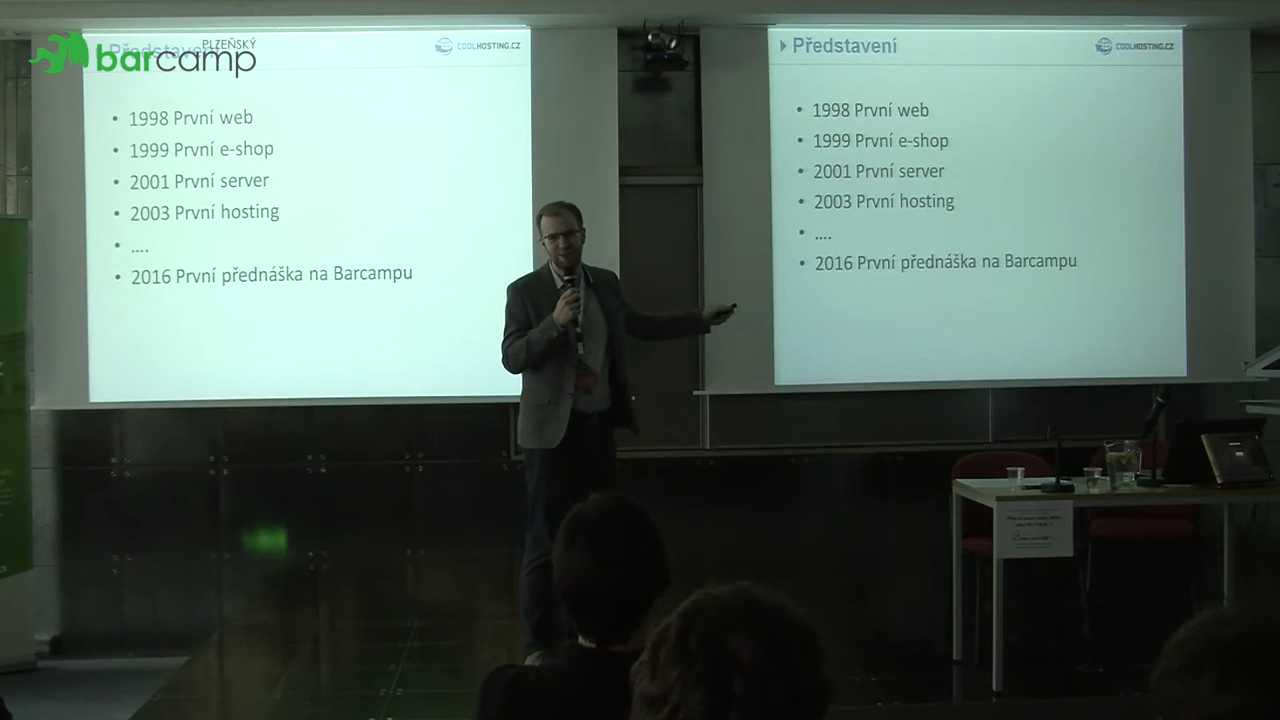 PLZEŇSKÝ
barcamp
COOLHOSTING.CZ
1998 První web
1999 První e-shop
2001 První server
2003 První hosting
....
2016 První přednáška na Barcampu
Představení
COOLHOSTING.CZ
1998 První web
1999 První e-shop
2001 První server
2003 První hosting
....
2016 První přednáška na Barcampu